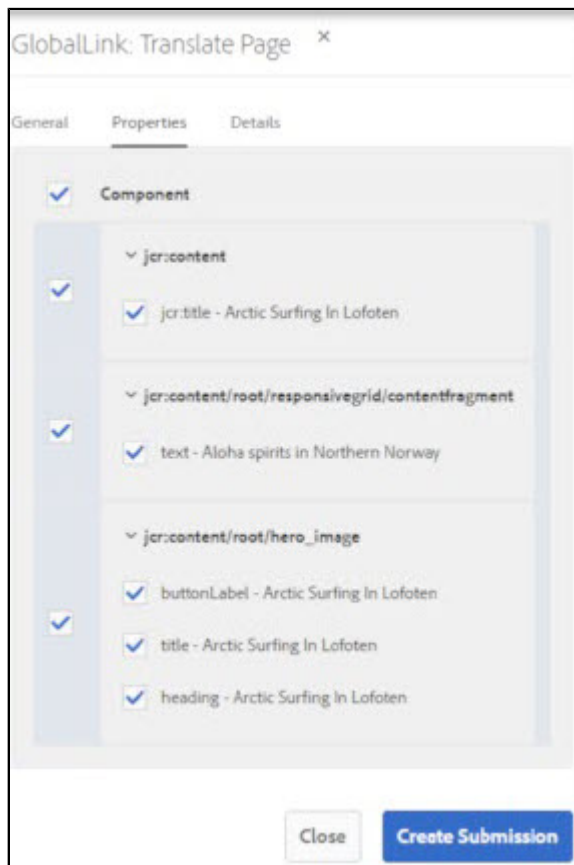 GlobalLink: Translate Page ×
General Properties Details
Component
jcr:content
jcr:title - Arctic Surfing In Lofoten
jcr:content/root/responsivegrid/contentfragment
text - Aloha spirits in Northern Norway
jcr:content/root/hero_image
buttonLabel - Arctic Surfing In Lofoten
title - Arctic Surfing In Lofoten
heading - Arctic Surfing In Lofoten
Close Create Submission